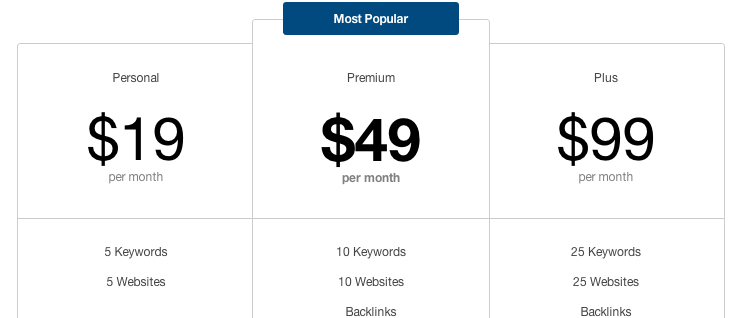 Most Popular
Personal
$19
per month
5 Keywords
5 Websites
Premium
$49
per month
10 Keywords
10 Websites
Backlinks
Plus
$99
per month
25 Keywords
25 Websites
Backlinks